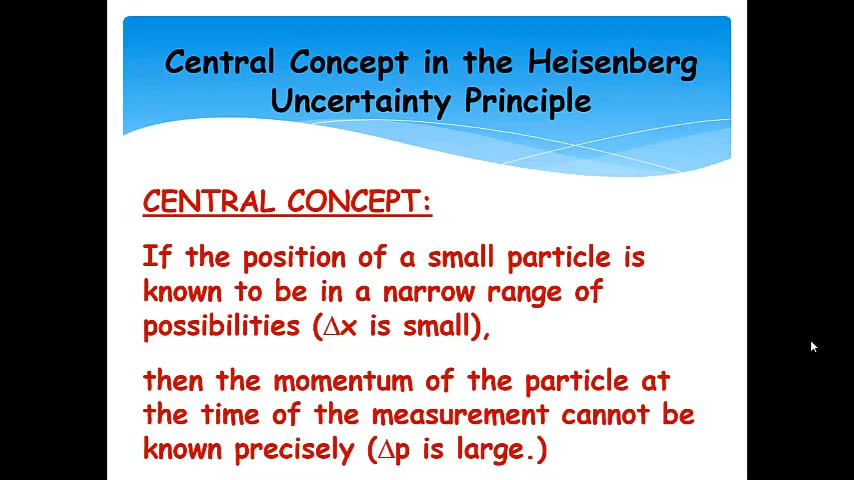 Central Concept in the Heisenberg
Uncertainty Principle
CENTRAL CONCEPT:
If the position of a small particle is
known to be in a narrow range of
possibilities (∆x is small),
then the momentum of the particle at
the time of the measurement cannot be
known precisely (∆p is large.)